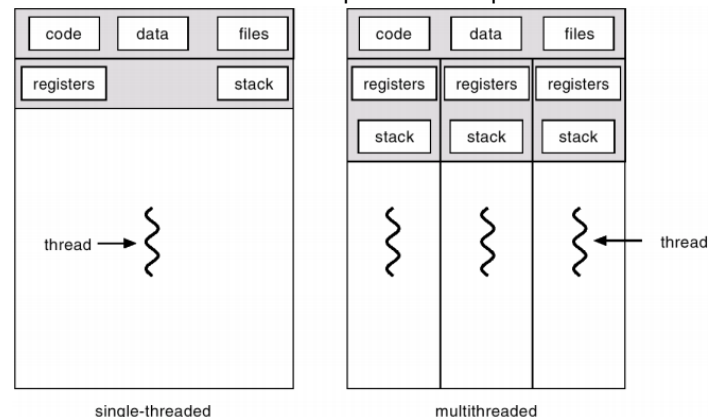 code data files
registers stack
thread
single-threaded
code data files
registers registers registers
stack stack stack
thread
multithreaded